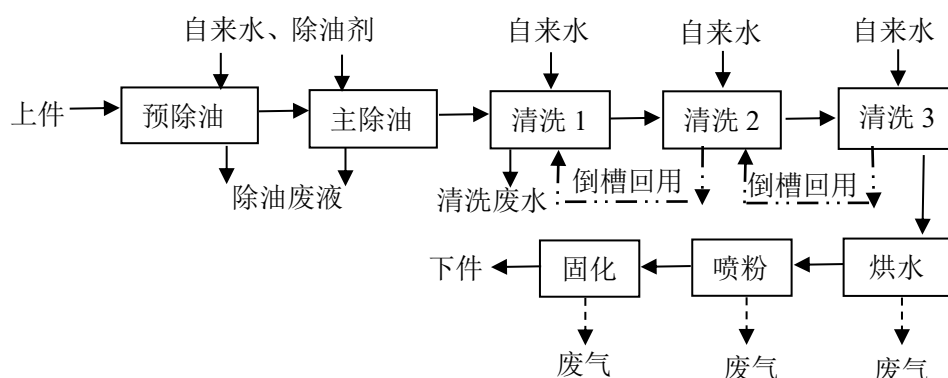 自来水、除油剂
自来水
自来水
自来水
上件
预除油
主除油
清洗 1
清洗 2
清洗 3
除油废液
清洗废水
倒槽回用
倒槽回用
下件
固化
喷粉
烘水
废气
废气
废气